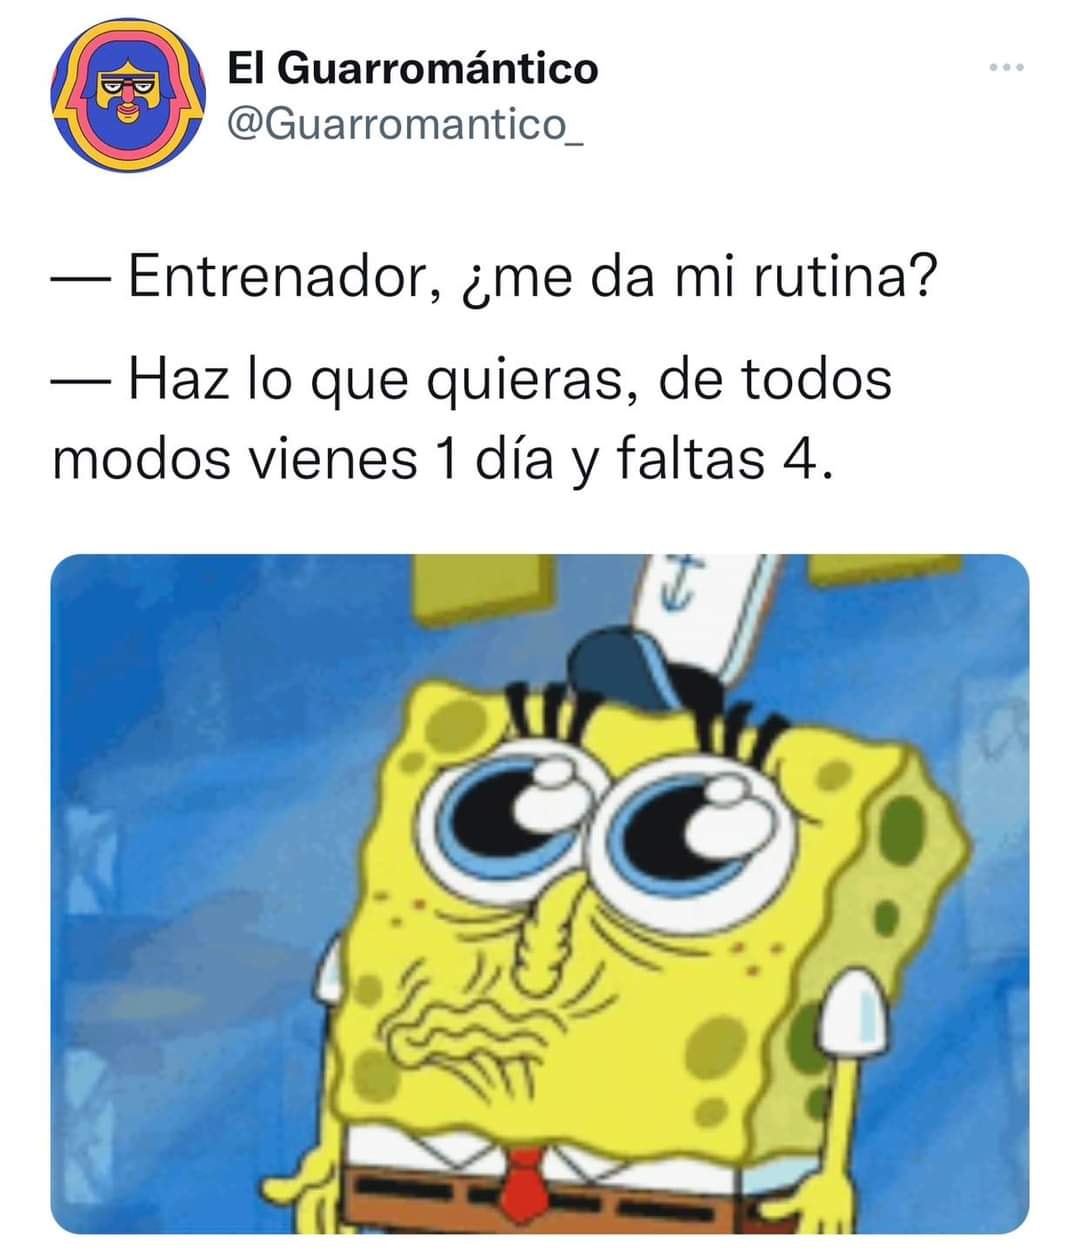 El Guarromántico
@Guarromantico_
— Entrenador, ¿me da mi rutina?
— Haz lo que quieras, de todos
modos vienes 1 día y faltas 4.